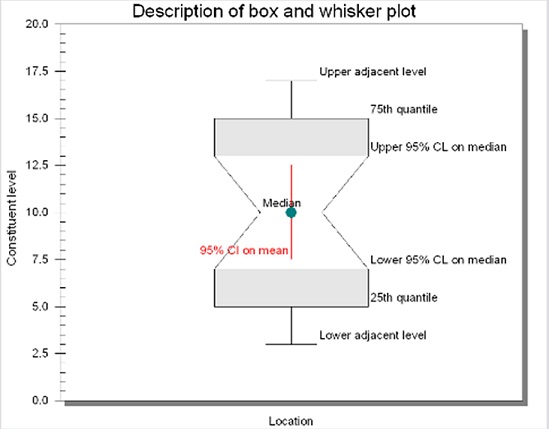 Description of box and whisker plot
20.0
Upper adjacent level
17.5
75th quantile
15.0
Upper 95% CL on median
12.5
Constituent level
Median
10.0
95% CI on mean
Lower 95% CL on median
7.5
25th quantile
5.0
Lower adjacent level
2.5
0.0
Location